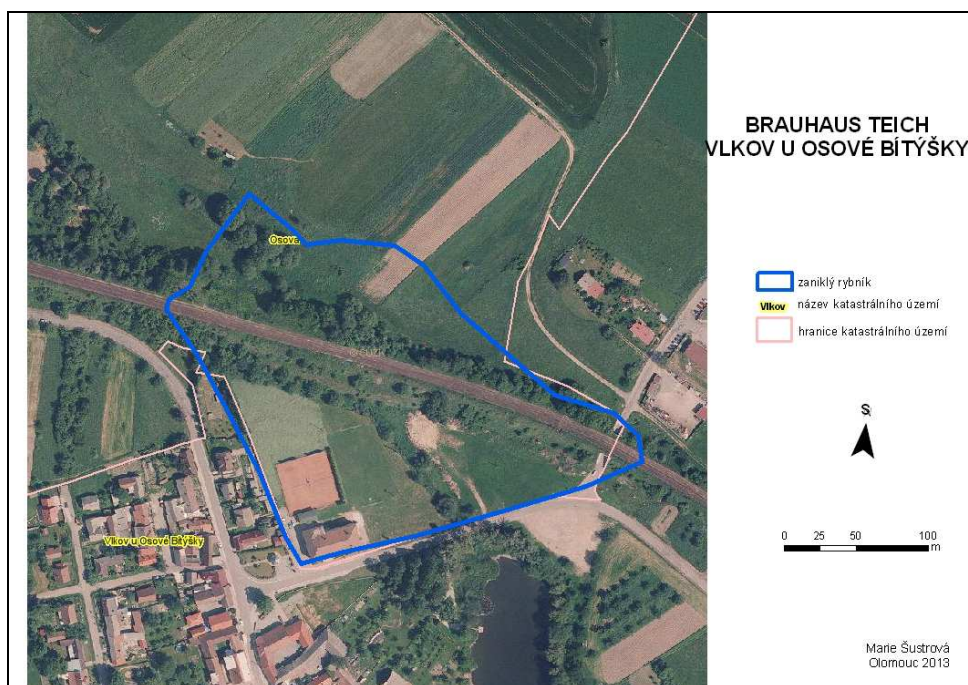 BRAUHAUS TEICH
VLKOV U OSOVÉ BÍTÝŠKY
Osova
Vlkov u Osové Bítýšky
zaniklý rybník
Vlkov
název katastrálního území
hranice katastrálního území
S
0 25 50 100
m
Marie Šustrová
Olomouc 2013